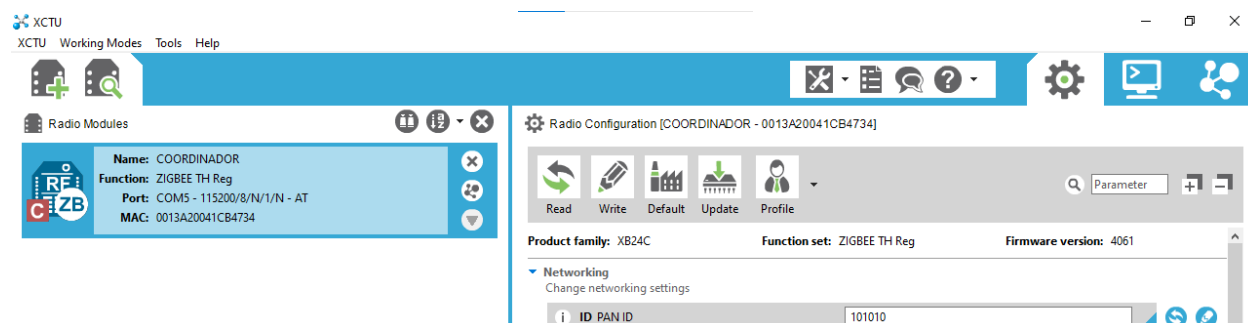 XCTU
XCTU Working Modes Tools Help
Radio Modules
Radio Configuration [COORDINADOR - 0013A20041CB4734]
RF
C ZB
Name: COORDINADOR
Function: ZIGBEE TH Reg
Port: COM5 - 115200/8/N/1/N - AT
MAC: 0013A20041CB4734
Read Write Default Update Profile
Parameter
Product family: XB24C Function set: ZIGBEE TH Reg Firmware version: 4061
Networking
Change networking settings
i ID PAN ID 101010